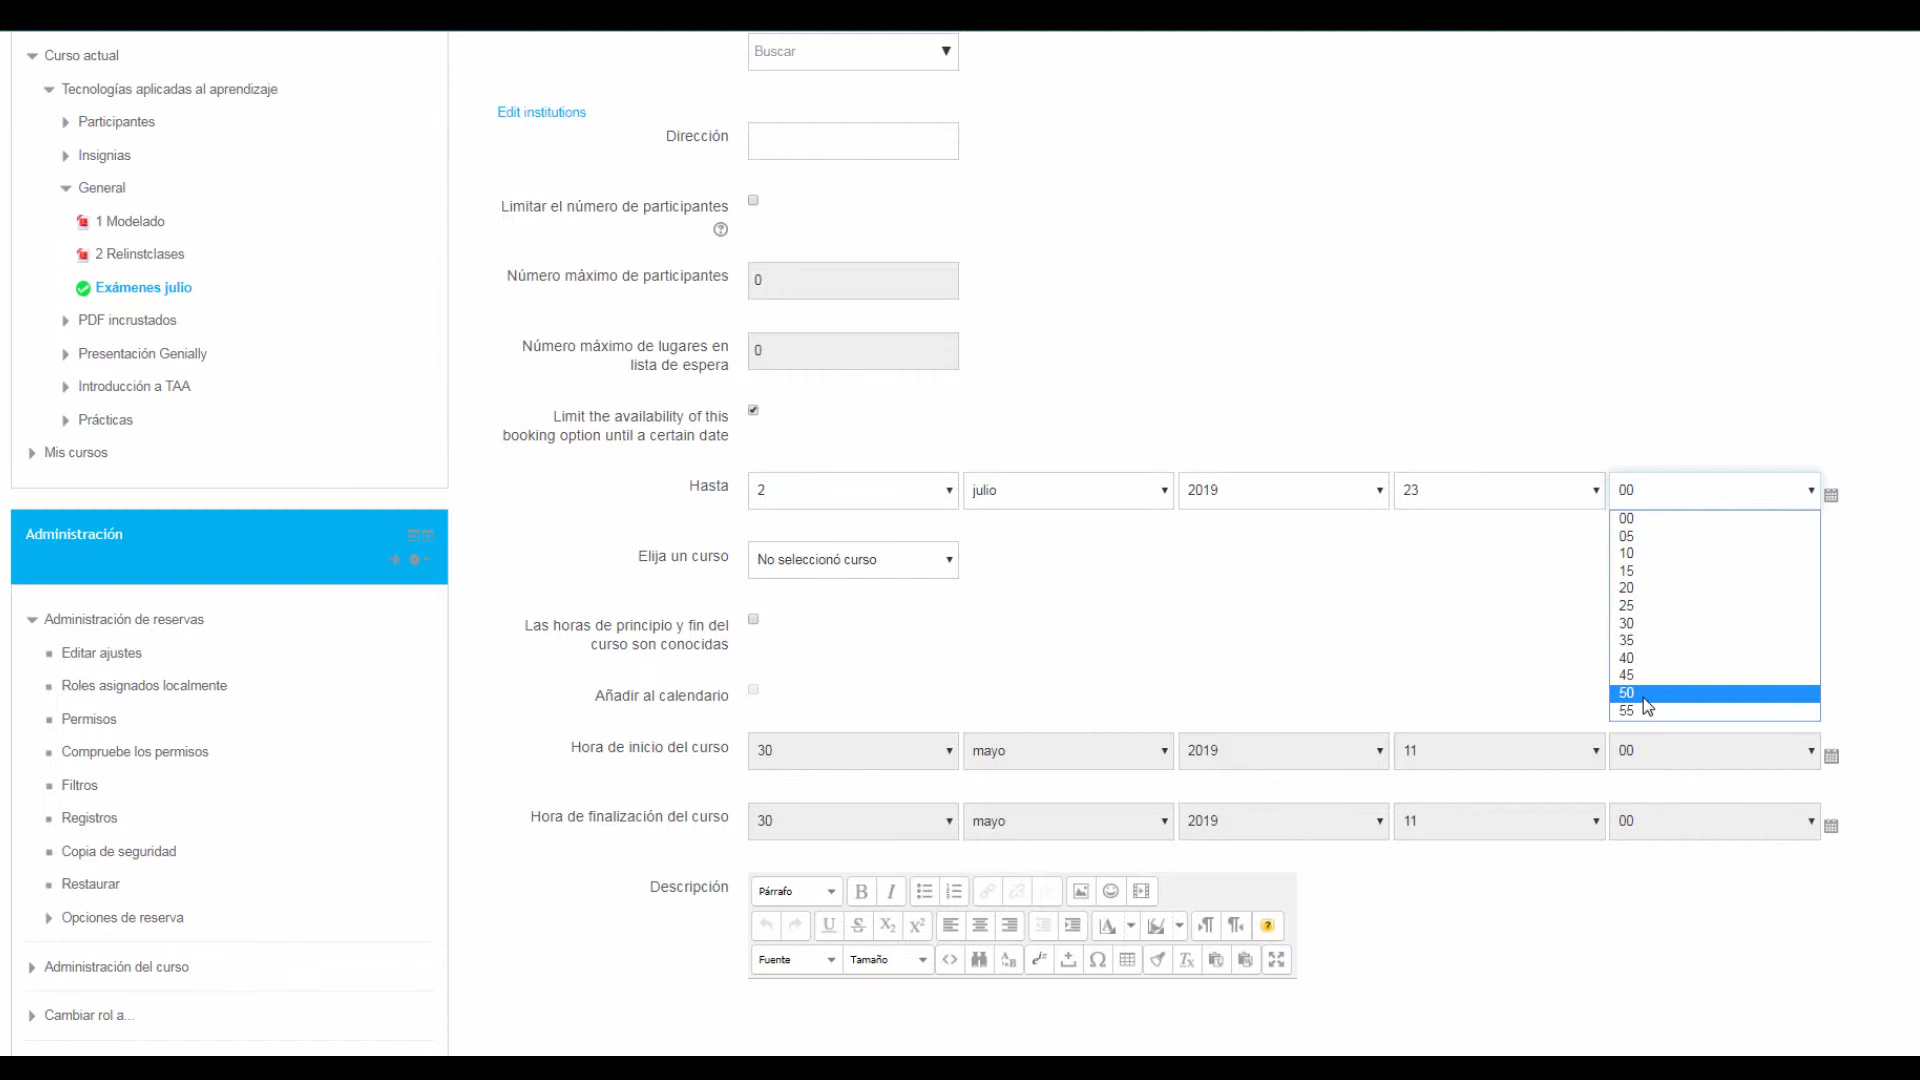 Curso actual
Tecnologías aplicadas al aprendizaje
Participantes
Insignias
General
1 Modelado
2 Relinstclases
Exámenes julio
PDF incrustados
Presentación Genially
Introducción a TAA
Prácticas
Mis cursos
Administración
Administración de reservas
Editar ajustes
Roles asignados localmente
Permisos
Compruebe los permisos
Filtros
Registros
Copia de seguridad
Restaurar
Opciones de reserva
Administración del curso
Cambiar rol a...
Buscar
Edit institutions
Dirección
Limitar el número de participantes
Número máximo de participantes
0
Número máximo de lugares en
lista de espera
0
Limit the availability of this
booking option until a certain date
Hasta
2 julio 2019 23 00
00
05
10
15
20
25
30
35
40
45
50
55
Elija un curso
No seleccionó curso
Las horas de principio y fin del
curso son conocidas
Añadir al calendario
Hora de inicio del curso
30 mayo 2019 11 00
Hora de finalización del curso
30 mayo 2019 11 00
Descripción
Párrafo
Fuente Tamaño